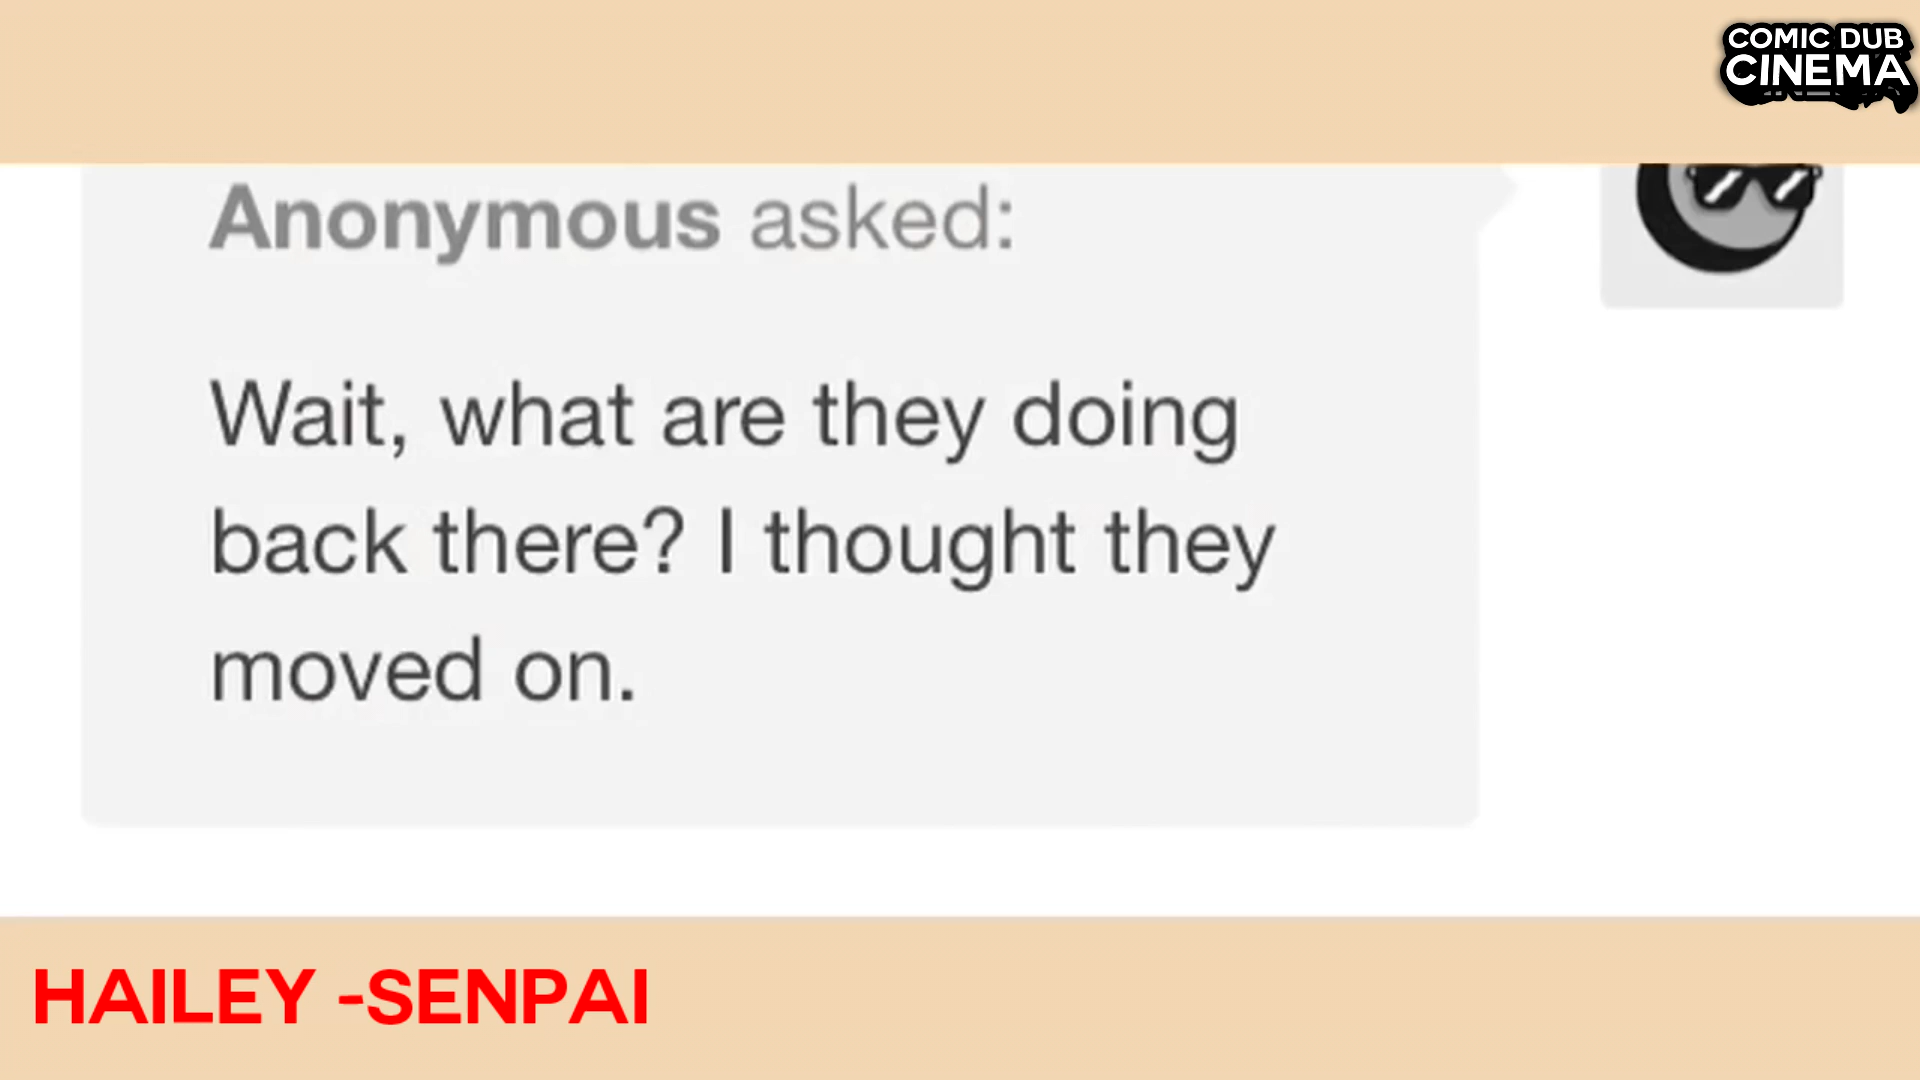 COMIC DUB
CINEMA
Anonymous asked:
Wait, what are they doing
back there? I thought they
moved on.
HAILEY -SENPAI